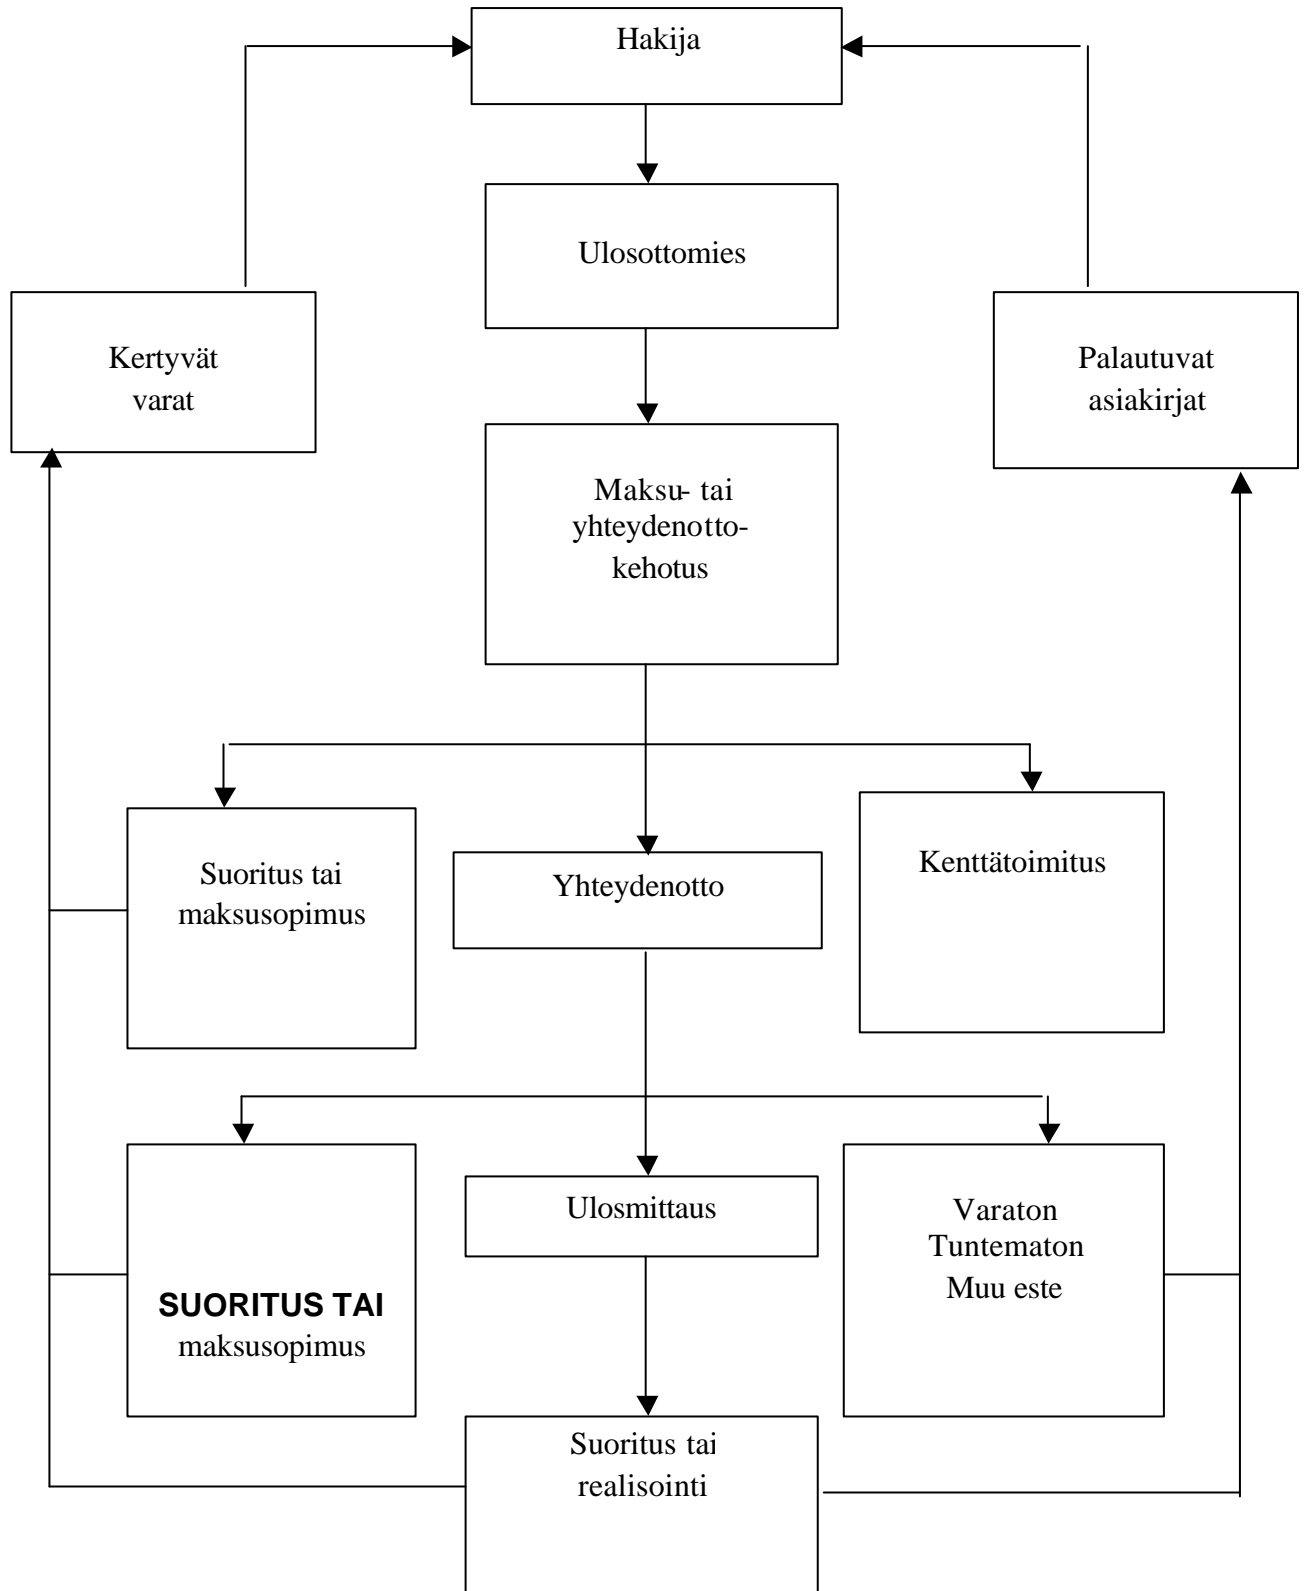 Hakija
Ulosottomies
Kertyvät
varat
Palautuvat
asiakirjat
Maksu- tai
yhteydenotto-
kehotus
Suoritus tai
maksusopimus
Yhteydenotto
Kenttätoimitus
SUORITUS TAI
maksusopimus
Ulosmittaus
Varaton
Tuntematon
Muu este
Suoritus tai
realisointi